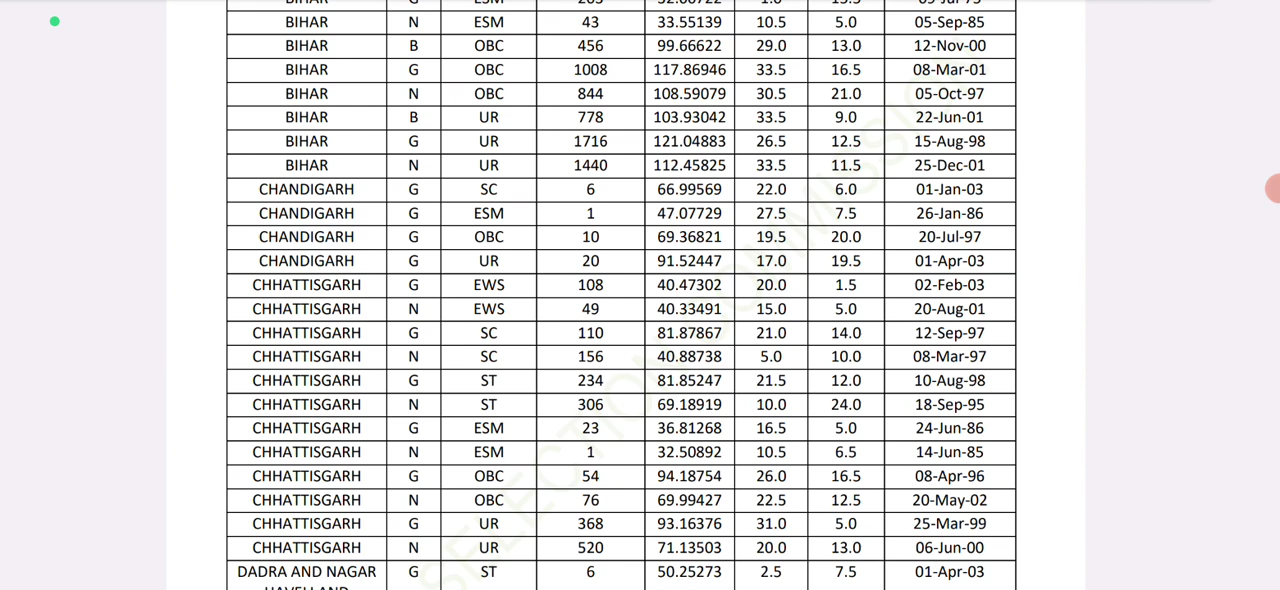 BIHAR N ESM 43 33.55139 10.5 5.0 05-Sep-85
BIHAR B OBC 456 99.66622 29.0 13.0 12-Nov-00
BIHAR G OBC 1008 117.86946 33.5 16.5 08-Mar-01
BIHAR N OBC 844 108.59079 30.5 21.0 05-Oct-97
BIHAR B UR 778 103.93042 33.5 9.0 22-Jun-01
BIHAR G UR 1716 121.04883 26.5 12.5 15-Aug-98
BIHAR N UR 1440 112.45825 33.5 11.5 25-Dec-01
CHANDIGARH G SC 6 66.99569 22.0 6.0 01-Jan-03
CHANDIGARH G ESM 1 47.07729 27.5 7.5 26-Jan-86
CHANDIGARH G OBC 10 69.36821 19.5 20.0 20-Jul-97
CHANDIGARH G UR 20 91.52447 17.0 19.5 01-Apr-03
CHHATTISGARH G EWS 108 40.47302 20.0 1.5 02-Feb-03
CHHATTISGARH N EWS 49 40.33491 15.0 5.0 20-Aug-01
CHHATTISGARH G SC 110 81.87867 21.0 14.0 12-Sep-97
CHHATTISGARH N SC 156 40.88738 5.0 10.0 08-Mar-97
CHHATTISGARH G ST 234 81.85247 21.5 12.0 10-Aug-98
CHHATTISGARH N ST 306 69.18919 10.0 24.0 18-Sep-95
CHHATTISGARH G ESM 23 36.81268 16.5 5.0 24-Jun-86
CHHATTISGARH N ESM 1 32.50892 10.5 6.5 14-Jun-85
CHHATTISGARH G OBC 54 94.18754 26.0 16.5 08-Apr-96
CHHATTISGARH N OBC 76 69.99427 22.5 12.5 20-May-02
CHHATTISGARH G UR 368 93.16376 31.0 5.0 25-Mar-99
CHHATTISGARH N UR 520 71.13503 20.0 13.0 06-Jun-00
DADRA AND NAGAR G ST 6 50.25273 2.5 7.5 01-Apr-03
SELECTION COMMISSIO